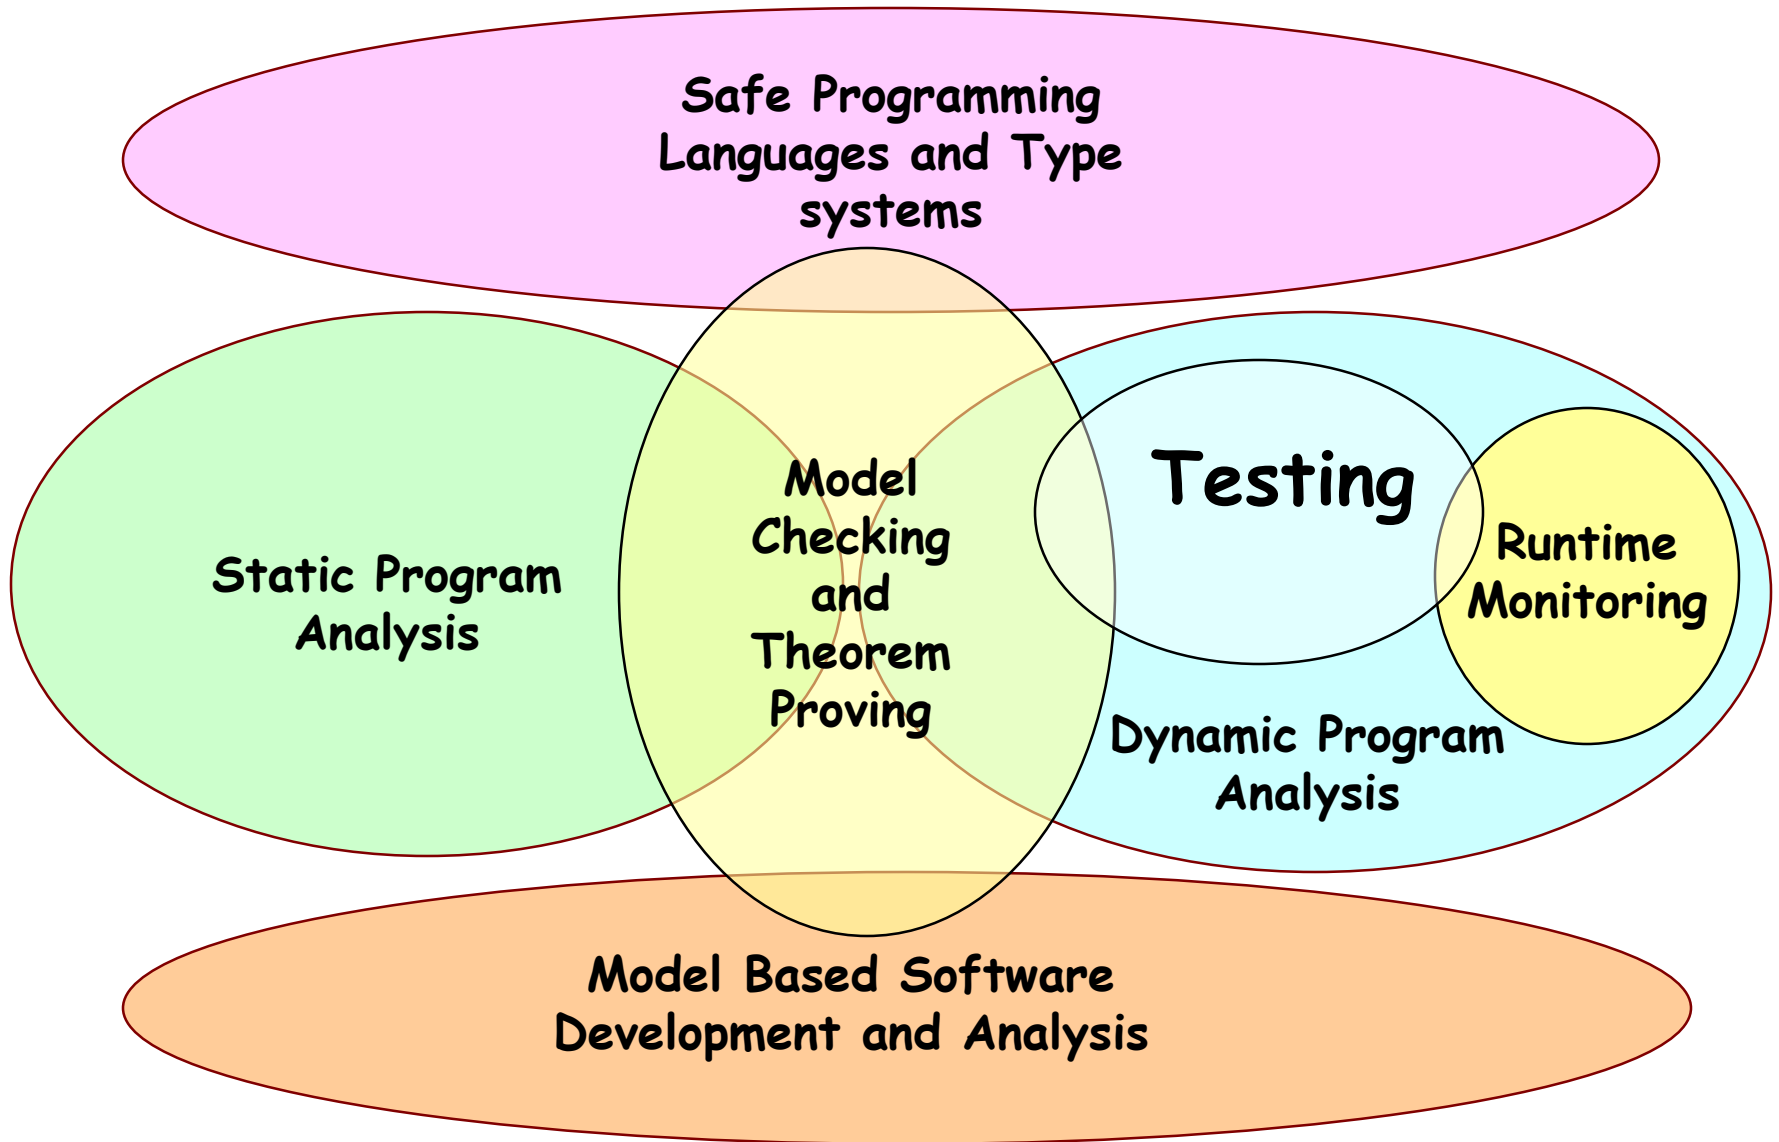 Safe Programming
Languages and Type
systems
Static Program
Analysis
Model
Checking
and
Theorem
Proving
Testing
Runtime
Monitoring
Dynamic Program
Analysis
Model Based Software
Development and Analysis